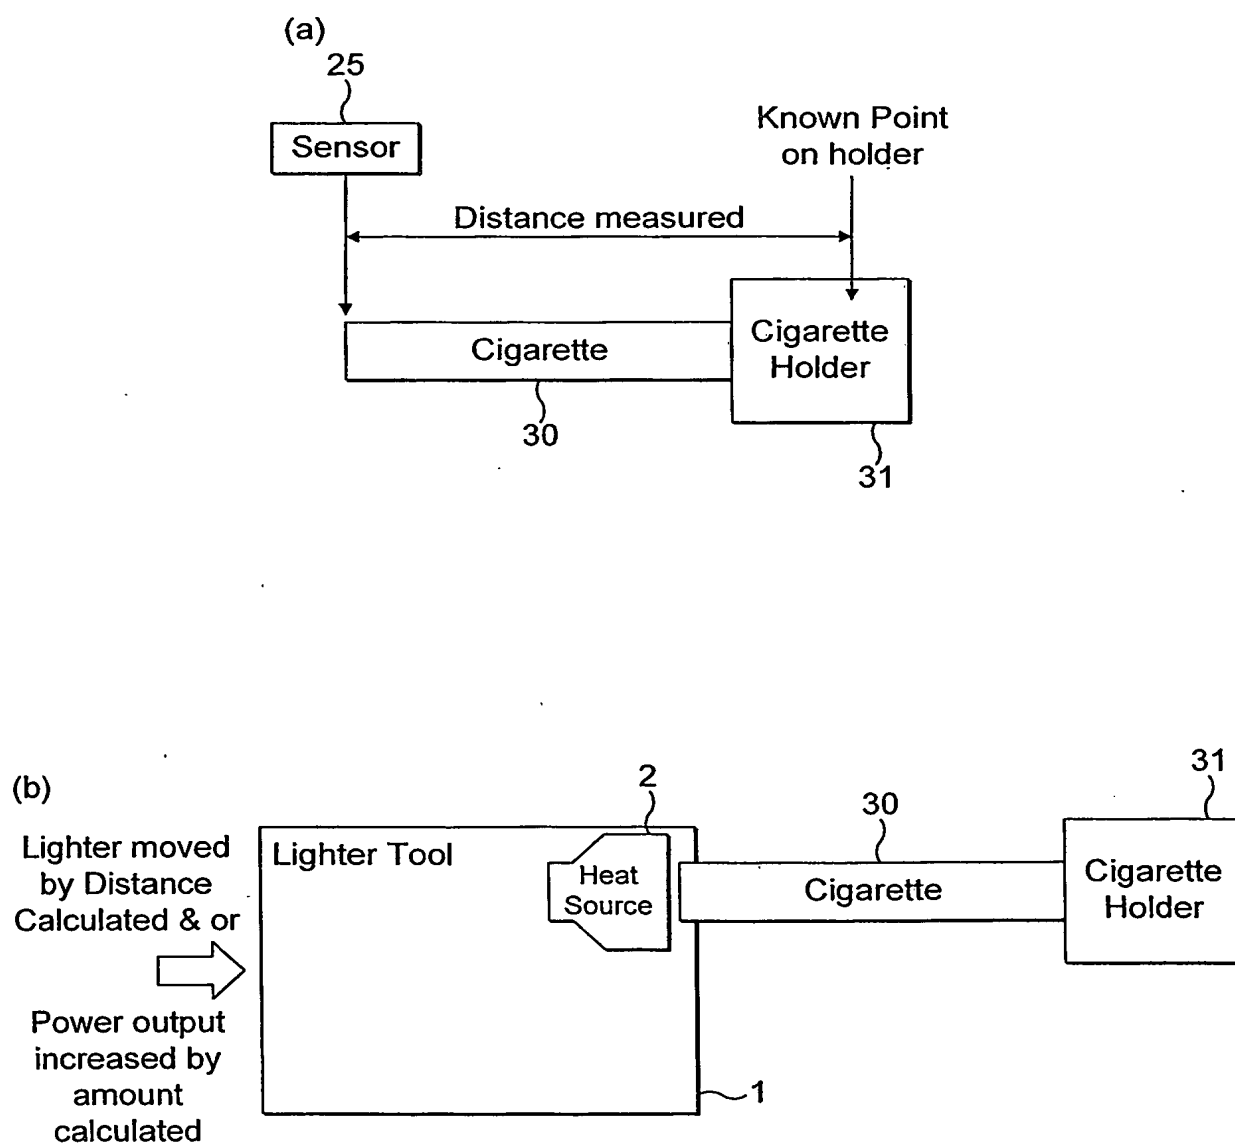 (a)
25
Sensor
Known Point
on holder
Distance measured
Cigarette
Cigarette
Holder
30
31
(b)
Lighter moved
by Distance
Calculated & or
Power output
increased by
amount
calculated
Lighter Tool
2
Heat
Source
30
Cigarette
31
Cigarette
Holder
1